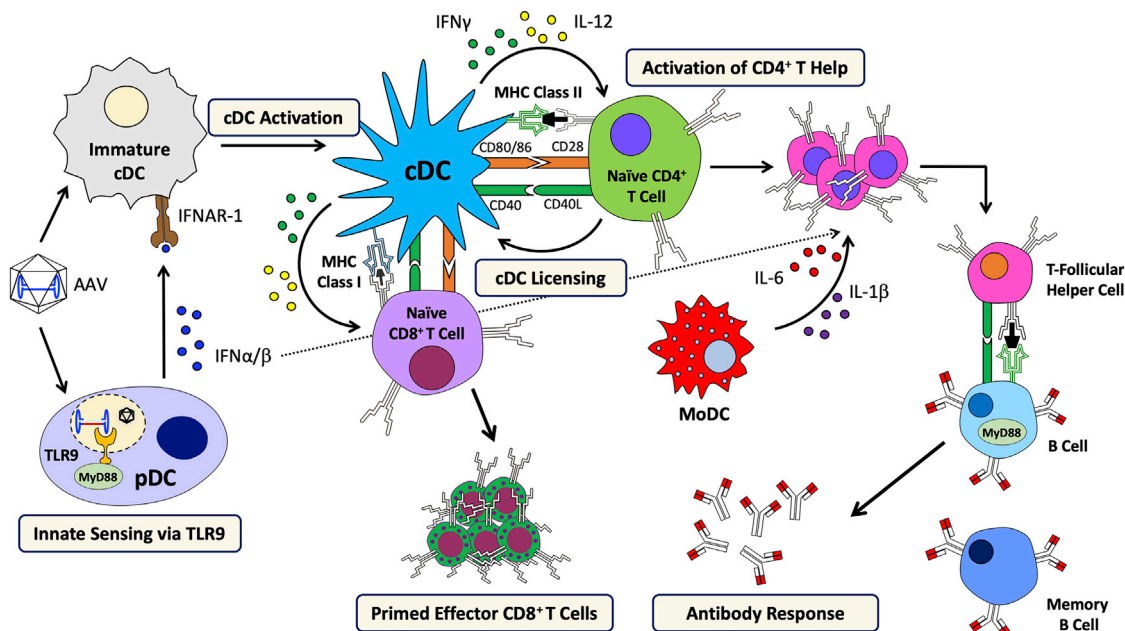 IFNγ
IL-12
Activation of CD4⁺ T Help
MHC Class II
cDC Activation
Immature
cDC
cDC
CD80/86
CD28
Naïve CD4⁺
T Cell
CD40
CD40L
IFNAR-1
AAV
MHC
Class I
cDC Licensing
IL-6
IL-1β
T-Follicular
Helper Cell
Naïve
CD8⁺ T Cell
IFNα/β
MoDC
TLR9
MyD88
pDC
MyD88
B Cell
Innate Sensing via TLR9
Primed Effector CD8⁺ T Cells
Antibody Response
Memory
B Cell